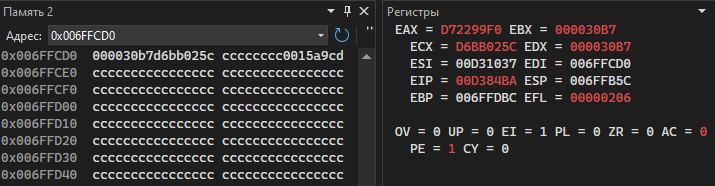 Память 2
Адрес: 0x006FFCD0
0x006FFCD0 000030b7d6bb025c cccccccc0015a9cd
0x006FFCE0 cccccccccccccccc cccccccccccccccc
0x006FFCF0 cccccccccccccccc cccccccccccccccc
0x006FFD00 cccccccccccccccc cccccccccccccccc
0x006FFD10 cccccccccccccccc cccccccccccccccc
0x006FFD20 cccccccccccccccc cccccccccccccccc
0x006FFD30 cccccccccccccccc cccccccccccccccc
0x006FFD40 cccccccccccccccc cccccccccccccccc
Регистры
EAX = D72299F0 EBX = 000030B7
ECX = D6BB025C EDX = 000030B7
ESI = 00D31037 EDI = 006FFCD0
EIP = 00D384BA ESP = 006FFB5C
EBP = 006FFDBC EFL = 00000206
OV = 0 UP = 0 EI = 1 PL = 0 ZR = 0 AC = 0
PE = 1 CY = 0